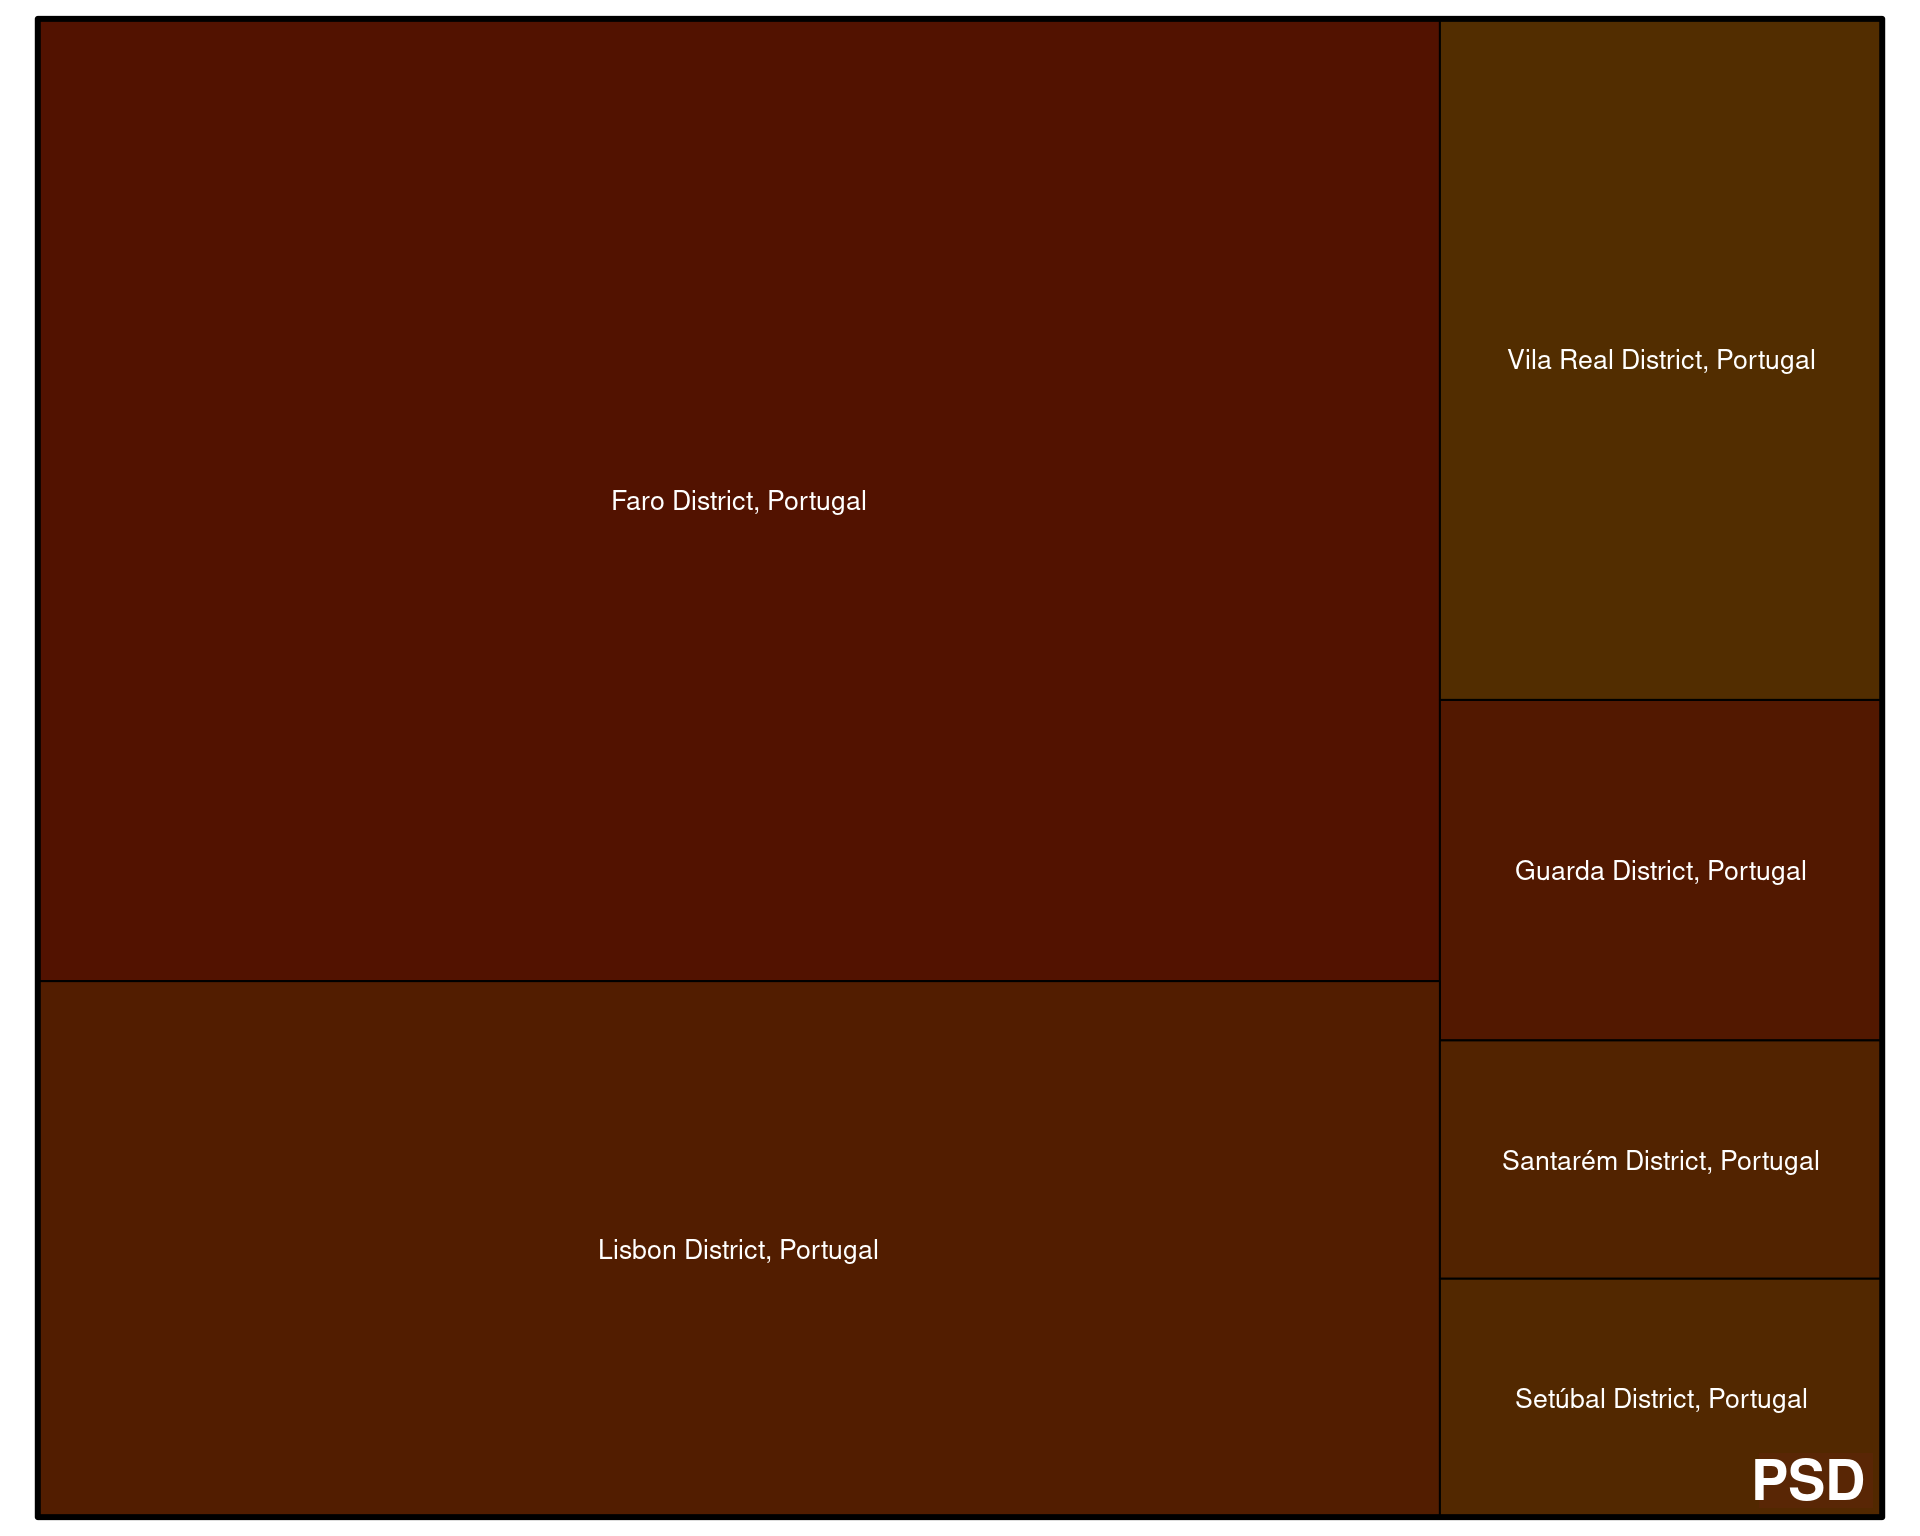 Faro District, Portugal
Lisbon District, Portugal
Vila Real District, Portugal
Guarda District, Portugal
Santarém District, Portugal
Setúbal District, Portugal
PSD